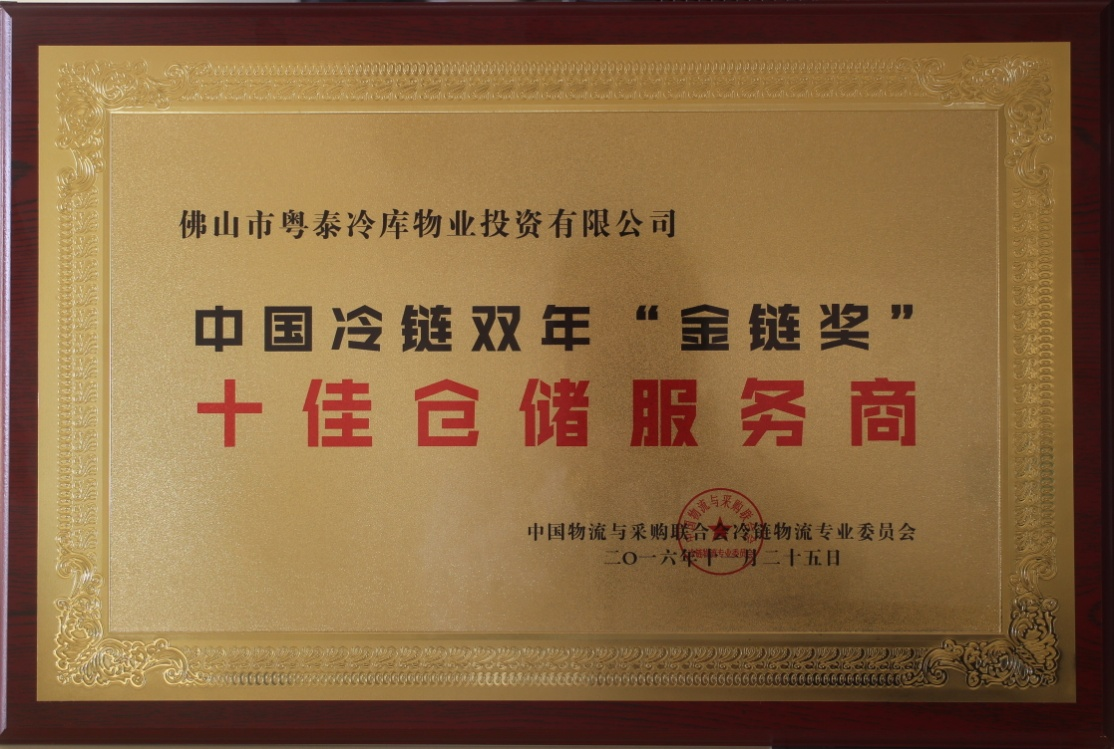 佛山市粤泰冷库物业投资有限公司
中国冷链双年“金链奖”
十佳仓储服务商
中国物流与采购联合会冷链物流专业委员会
二〇一六年十一月二十五日